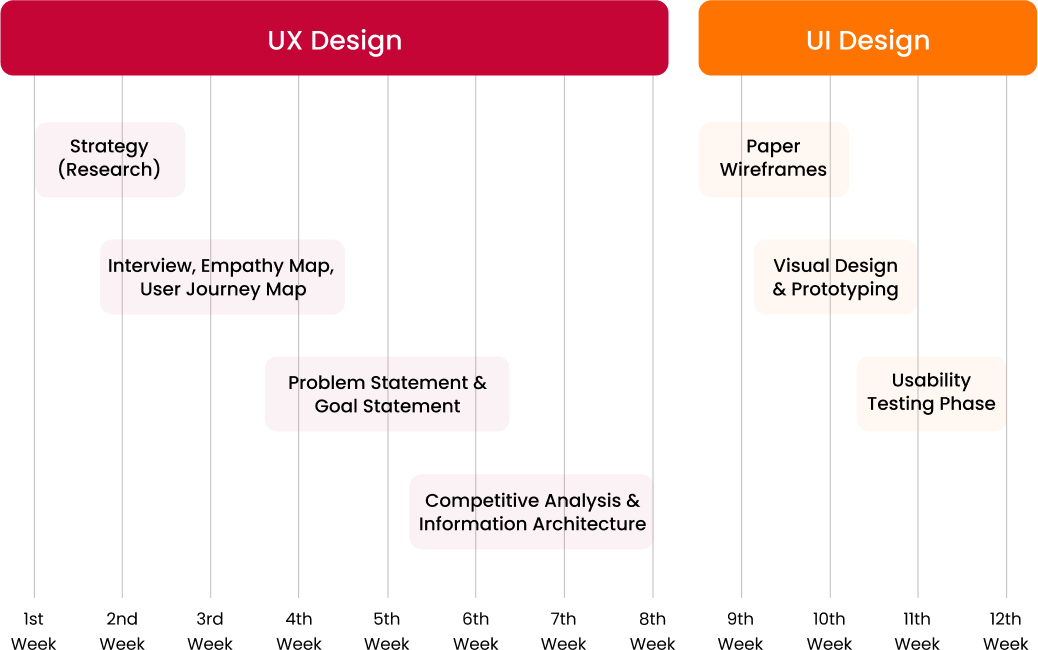 UX Design
UI Design
Strategy
(Research)
Paper
Wireframes
Interview, Empathy Map,
User Journey Map
Visual Design
& Prototyping
Problem Statement &
Goal Statement
Usability
Testing Phase
Competitive Analysis &
Information Architecture
1st
Week
2nd
Week
3rd
Week
4th
Week
5th
Week
6th
Week
7th
Week
8th
Week
9th
Week
10th
Week
11th
Week
12th
Week